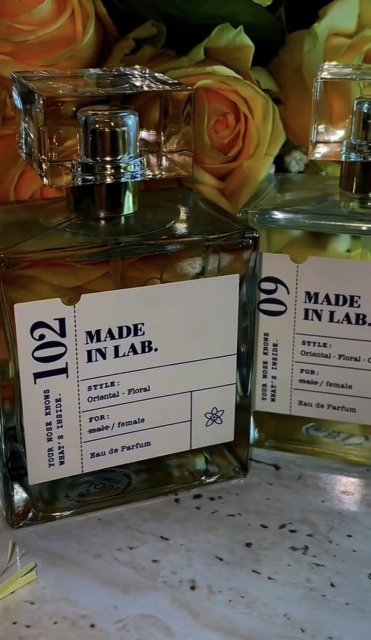 102
YOUR NOSE KNOWS
WHAT'S INSIDE.
MADE
IN LAB.
STYLE:
Oriental - Floral
FOR:
male / female
Eau de Parfum
09
YOUR NOSE KNOWS
WHAT'S INSIDE.
MADE
IN LAB.
STYLE:
Oriental - Floral -
FOR:
male / female
Eau de Parfum